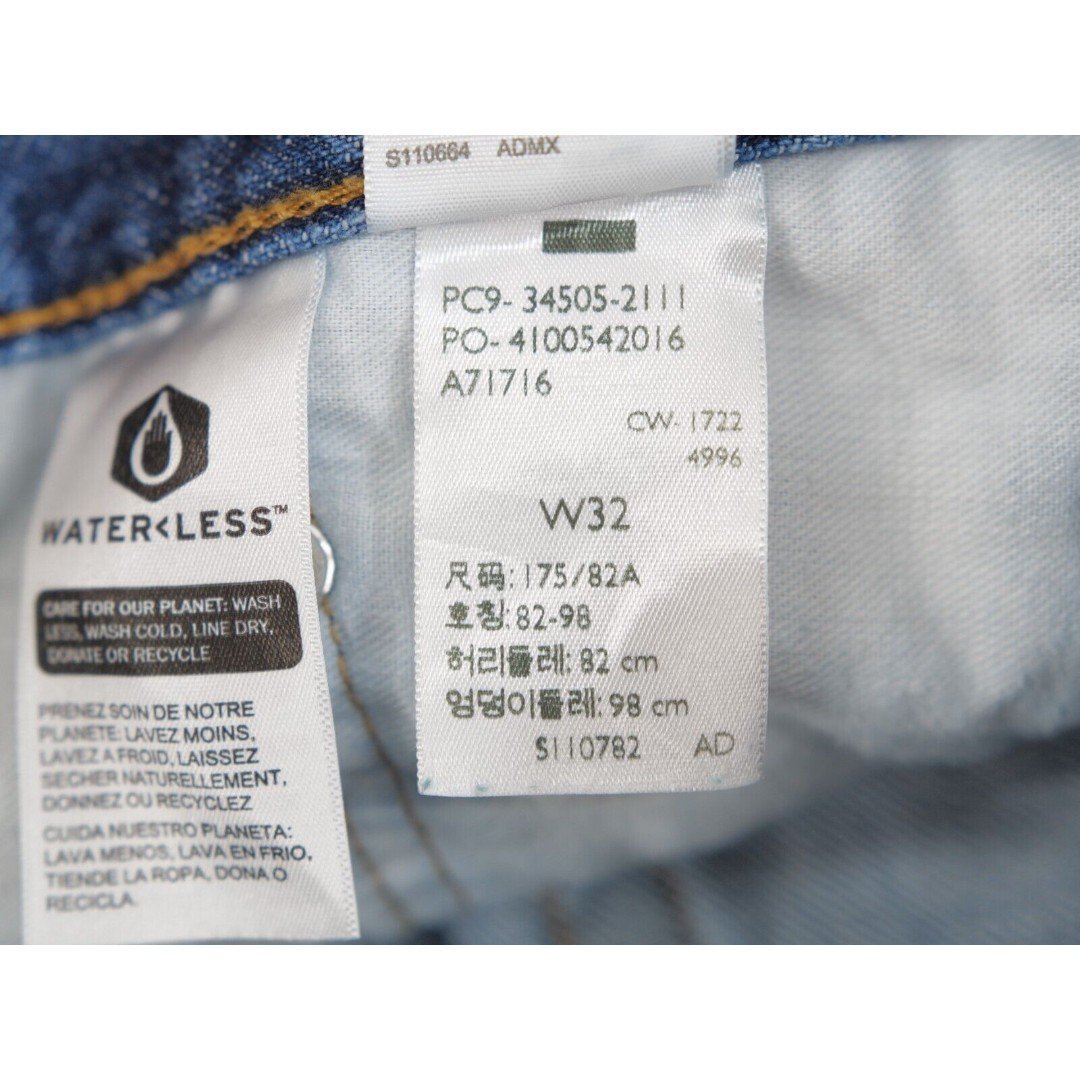 S110664 ADMX
PC9- 34505-2111
PO- 4100542016
A71716
CW- 1722
4996
W32
尺码: 175/82A
호칭: 82-98
허리둘레: 82 cm
엉덩이둘레: 98 cm
S110782 AD
WATER<LESS™
CARE FOR OUR PLANET: WASH
LESS, WASH COLD, LINE DRY,
DONATE OR RECYCLE
PRENEZ SOIN DE NOTRE
PLANETE: LAVEZ MOINS,
LAVEZ A FROID, LAISSEZ
SECHER NATURELLEMENT,
DONNEZ OU RECYCLEZ
CUIDA NUESTRO PLANETA:
LAVA MENOS, LAVA EN FRIO,
TIENDE LA ROPA, DONA O
RECICLA